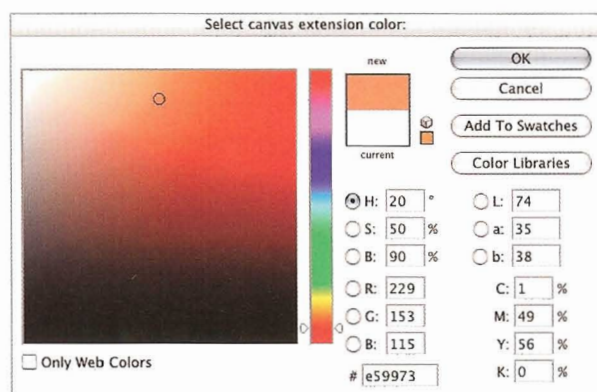 Select canvas extension color:
new
current
OK
Cancel
Add To Swatches
Color Libraries
H: 20 °
S: 50 %
B: 90 %
R: 229
G: 153
B: 115
# e59973
L: 74
a: 35
b: 38
C: 1 %
M: 49 %
Y: 56 %
K: 0 %
Only Web Colors